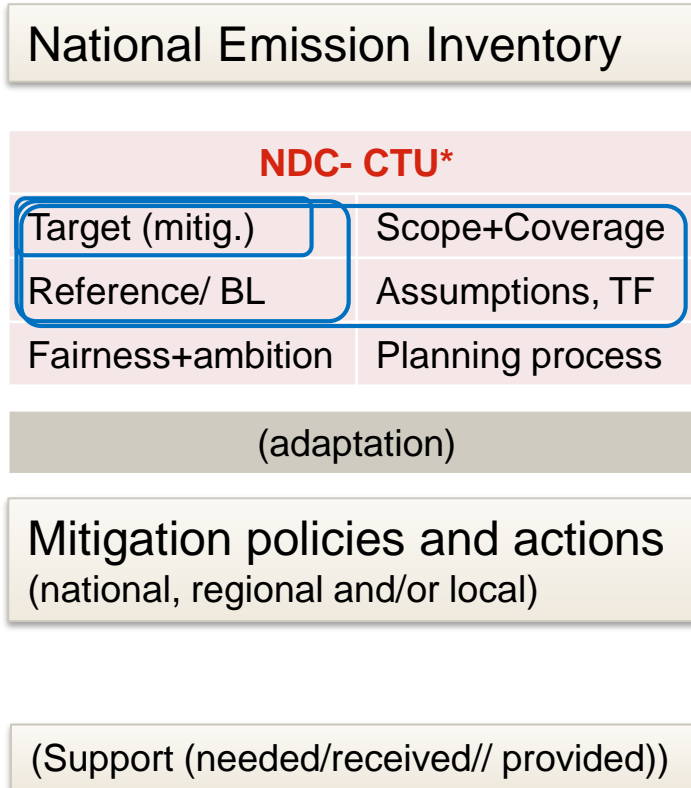 National Emission Inventory
NDC- CTU*
Target (mitig.) Scope+Coverage
Reference/ BL Assumptions, TF
Fairness+ambition Planning process
(adaptation)
Mitigation policies and actions
(national, regional and/or local)
(Support (needed/received// provided))